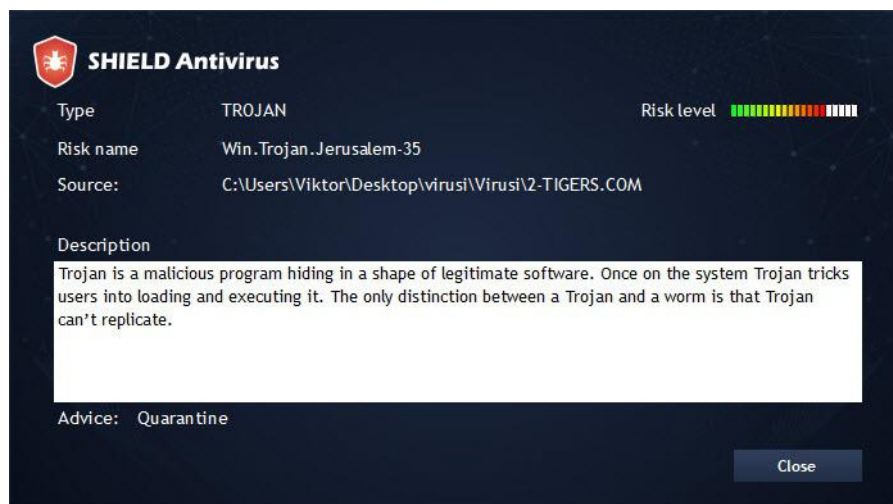 SHIELD Antivirus
Type TROJAN Risk level
Risk name Win.Trojan.Jerusalem-35
Source: C:\Users\Viktor\Desktop\virusi\Virusi\2-TIGERS.COM
Description
Trojan is a malicious program hiding in a shape of legitimate software. Once on the system Trojan tricks
users into loading and executing it. The only distinction between a Trojan and a worm is that Trojan
can't replicate.
Advice: Quarantine
Close